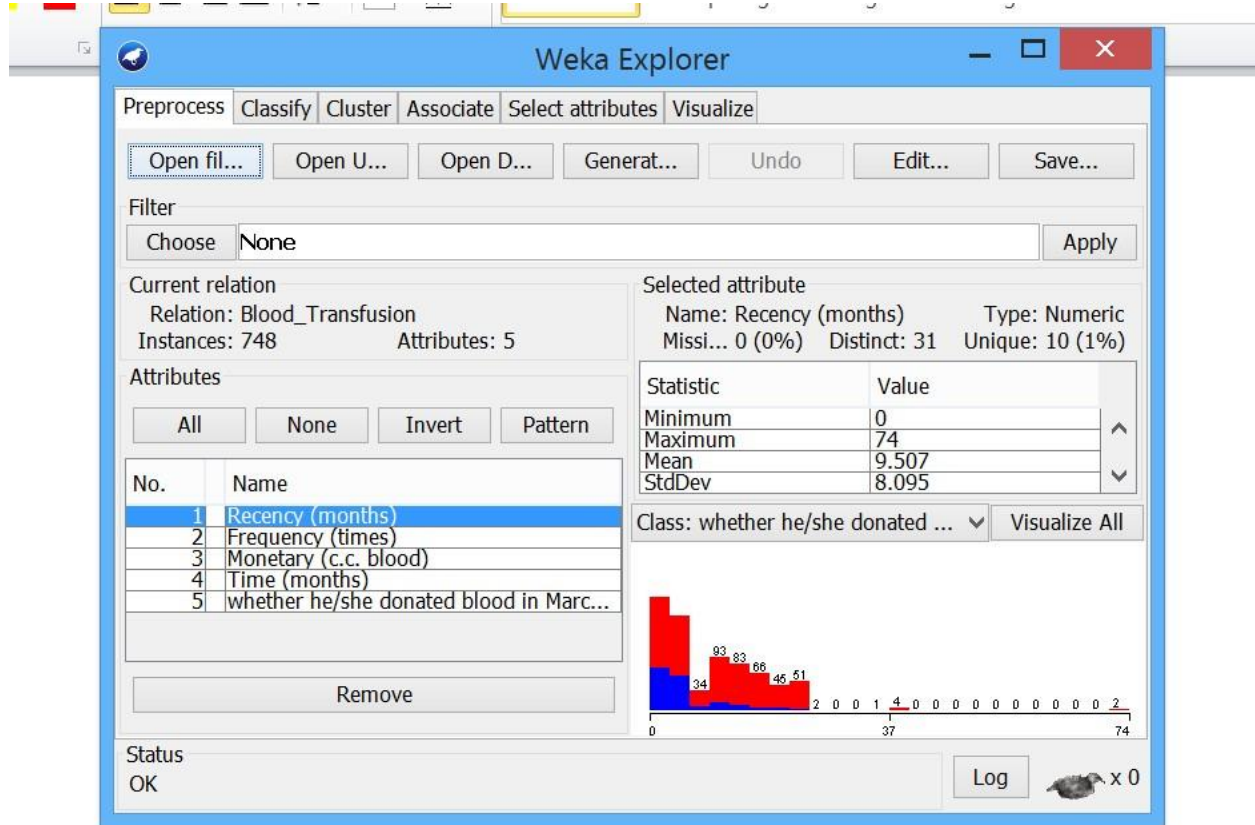 Weka Explorer
Preprocess Classify Cluster Associate Select attributes Visualize
Open fil... Open U... Open D... Generat... Undo Edit... Save...
Filter
Choose None Apply
Current relation
Relation: Blood_Transfusion
Instances: 748 Attributes: 5
Selected attribute
Name: Recency (months) Type: Numeric
Missi... 0 (0%) Distinct: 31 Unique: 10 (1%)
Attributes
All None Invert Pattern
No. Name
1 Recency (months)
2 Frequency (times)
3 Monetary (c.c. blood)
4 Time (months)
5 whether he/she donated blood in Marc...
Remove
Statistic Value
Minimum 0
Maximum 74
Mean 9.507
StdDev 8.095
Class: whether he/she donated ... Visualize All
34 93 83 66 45 51 2 0 0 1 4 0 0 0 0 0 0 0 0 0 0 2
0 37 74
Status
OK
Log x 0